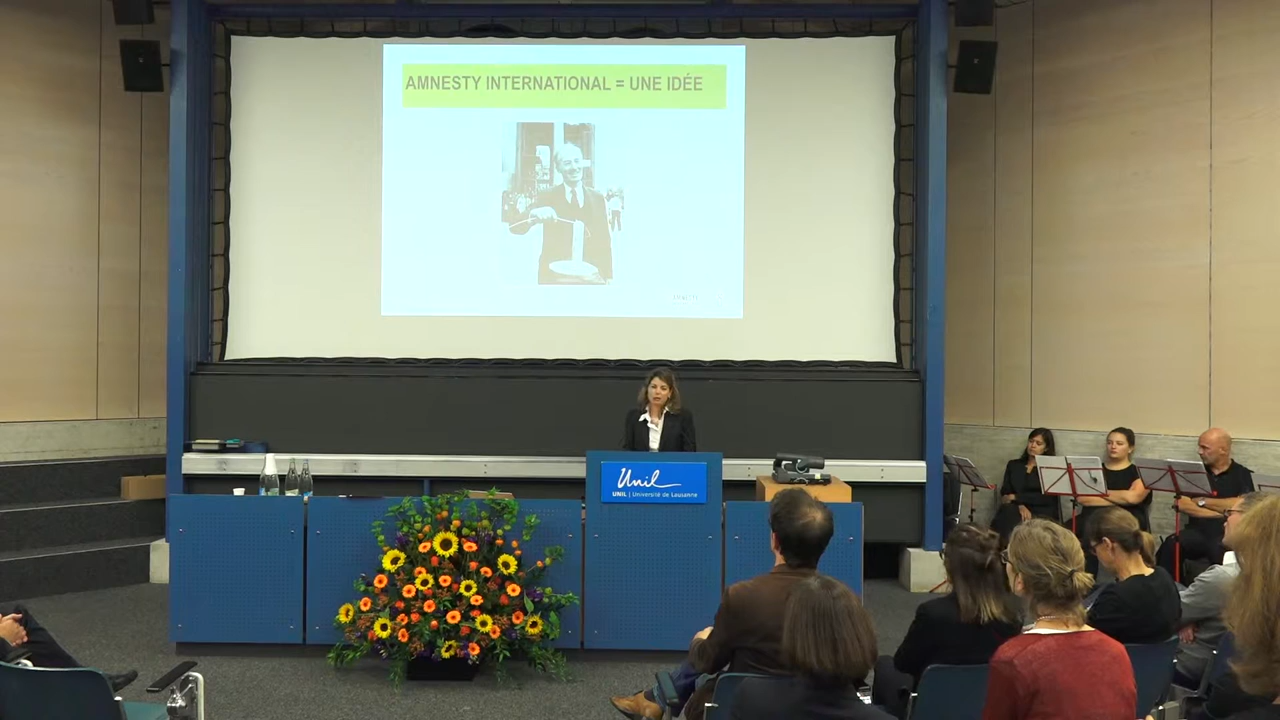 AMNESTY INTERNATIONAL = UNE IDÉE
Unil
UNIL | Université de Lausanne